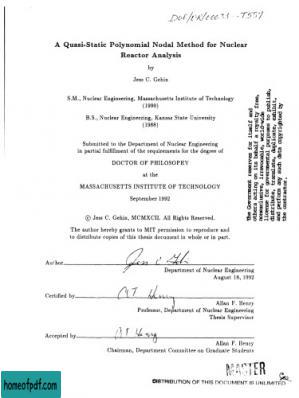 A Quasi-Static Polynomial Nodal Method for Nuclear
Reactor Analysis
by
Jess C. Gehin
S.M., Nuclear Engineering, Massachusetts Institute of Technology
(1990)
B.S., Nuclear Engineering, Kansas State University
(1988)
Submitted to the Department of Nuclear Engineering
in partial fulfillment of the requirements for the degree of
DOCTOR OF PHILOSOPHY
at the
MASSACHUSETTS INSTITUTE OF TECHNOLOGY
September 1992
© Jess C. Gehin, MCMXCII. All Rights Reserved.
The author hereby grants to MIT permission to reproduce and
to distribute copies of this thesis document in whole or in part.
Author
Department of Nuclear Engineering
August 18, 1992
Certified by
Allan F. Henry
Professor, Department of Nuclear Engineering
Thesis Supervisor
Accepted by
Allan F. Henry
Chairman, Department Committee on Graduate Students
The Government reserves for itself and
others acting on its behalf a royalty free,
nonexclusive, irrevocable, world-wide
license for governmental purposes to publish,
distribute, translate, duplicate, exhibit,
and perform any such data copyrighted by
the contractor.
MASTER
DISTRIBUTION OF THIS DOCUMENT IS UNLIMITED
homeofpdf.com